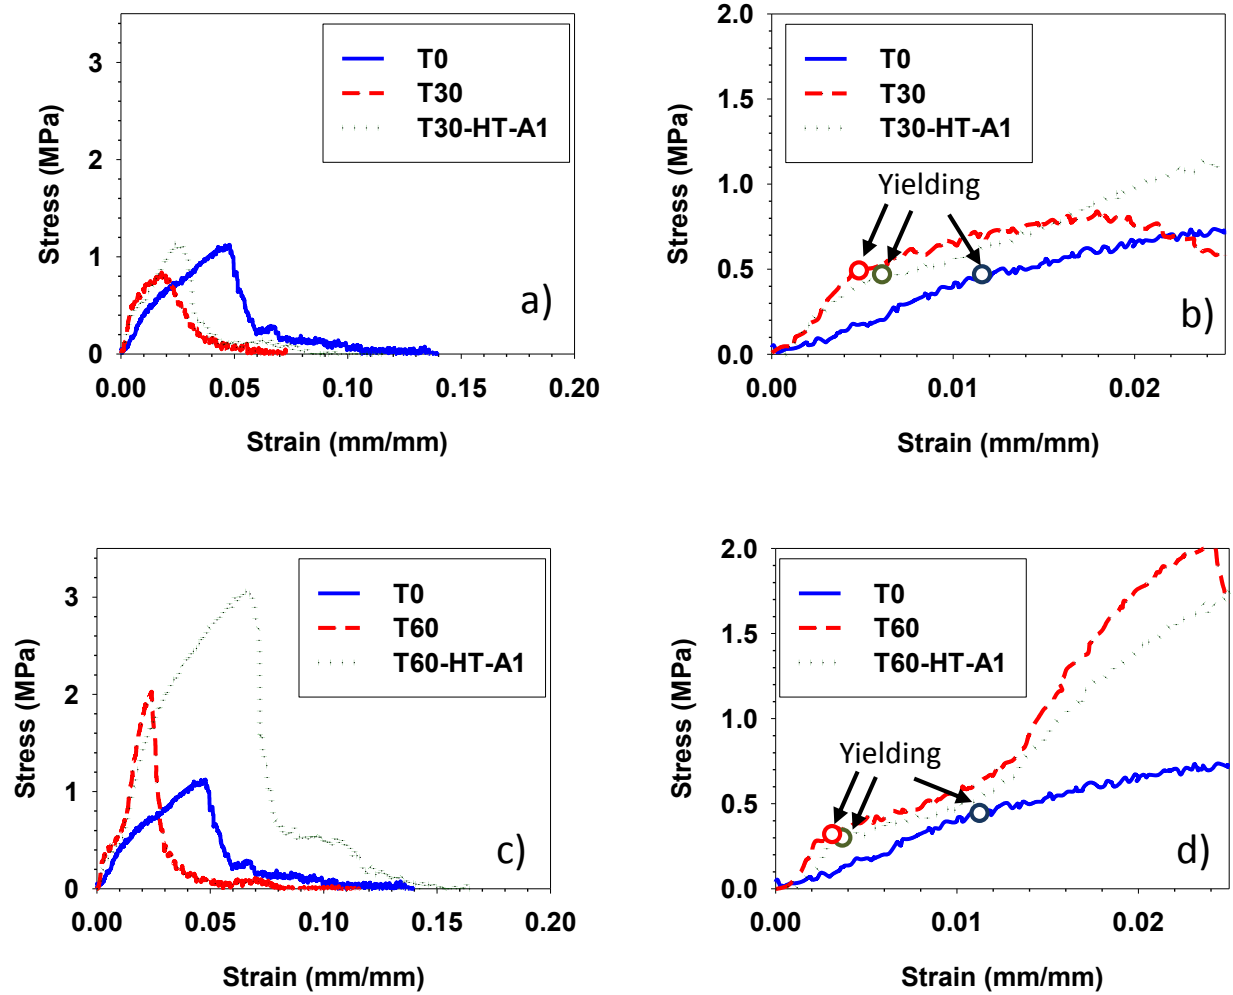 3
2
1
0
Stress (MPa)
T0
T30
T30-HT-A1
a)
0.00 0.05 0.10 0.15 0.20
Strain (mm/mm)
2.0
1.5
1.0
0.5
0.0
Stress (MPa)
T0
T30
T30-HT-A1
Yielding
b)
0.00 0.01 0.02
Strain (mm/mm)
3
2
1
0
Stress (MPa)
T0
T60
T60-HT-A1
c)
0.00 0.05 0.10 0.15 0.20
Strain (mm/mm)
2.0
1.5
1.0
0.5
0.0
Stress (MPa)
T0
T60
T60-HT-A1
Yielding
d)
0.00 0.01 0.02
Strain (mm/mm)